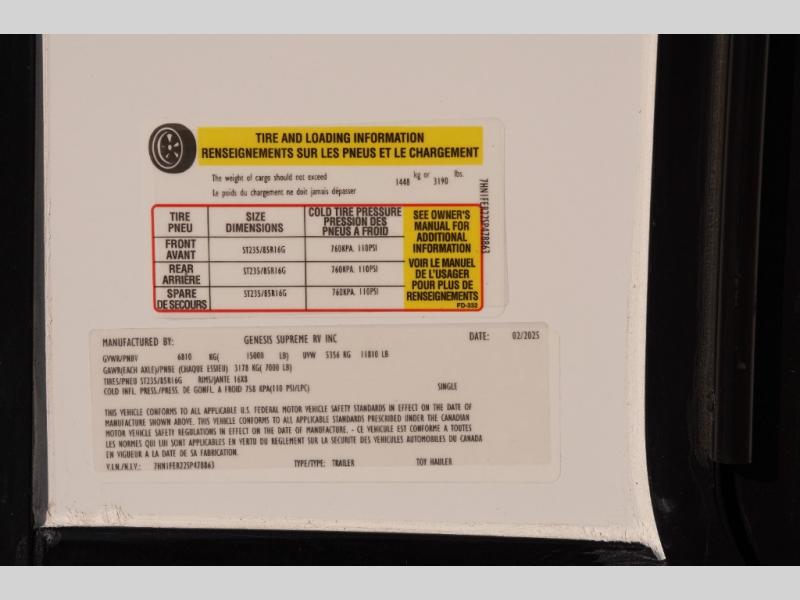 TIRE AND LOADING INFORMATION
RENSEIGNEMENTS SUR LES PNEUS ET LE CHARGEMENT
The weight of cargo should not exceed 1448 kg or 3190 lbs.
Le poids du chargement ne doit jamais dépasser
TIRE PNEU SIZE DIMENSIONS COLD TIRE PRESSURE PRESSION DES PNEUS A FROID
FRONT AVANT ST235/85R16G 760KPA, 110PSI
REAR ARRIÈRE ST235/85R16G 760KPA, 110PSI
SPARE DE SECOURS ST235/85R16G 760KPA, 110PSI
SEE OWNER'S
MANUAL FOR
ADDITIONAL
INFORMATION
VOIR LE MANUEL
DE L'USAGER
POUR PLUS DE
RENSEIGNEMENTS
FD-332
7HN1FER22SP478863
MANUFACTURED BY: GENESIS SUPREME RV INC DATE: 02/2025
GVWR/PNBV 6810 KG( 15000 LB) UVW 5356 KG 11810 LB
GAWR(EACH AXLE)/PNBE (CHAQUE ESSIEU) 3178 KG( 7000 LB)
TIRES/PNEU ST235/85R16G RIMS/JANTE 16X8
COLD INFL. PRESS./PRESS. DE GONFL. A FROID 758 KPA(110 PSI/LPC) SINGLE
THIS VEHICLE CONFORMS TO ALL APPLICABLE U.S. FEDERAL MOTOR VEHICLE SAFETY STANDARDS IN EFFECT ON THE DATE OF
MANUFACTURE SHOWN ABOVE. THIS VEHICLE CONFORMS TO ALL APPLICABLE STANDARDS PRESCRIBED UNDER THE CANADIAN
MOTOR VEHICLE SAFETY REGULATIONS IN EFFECT ON THE DATE OF MANUFACTURE. - CE VEHICULE EST CONFORME A TOUTES
LES NORMES QUI LUI SONT APPLICABLES EN VERTU DU REGLEMENT SUR LA SECURITE DES VEHICULES AUTOMOBILES DU CANADA
EN VIGUEUR A LA DATE DE SA FABRICATION.
V.I.N./N.I.V.: 7HN1FER22SP478863 TYPE/TYPE: TRAILER TOY HAULER